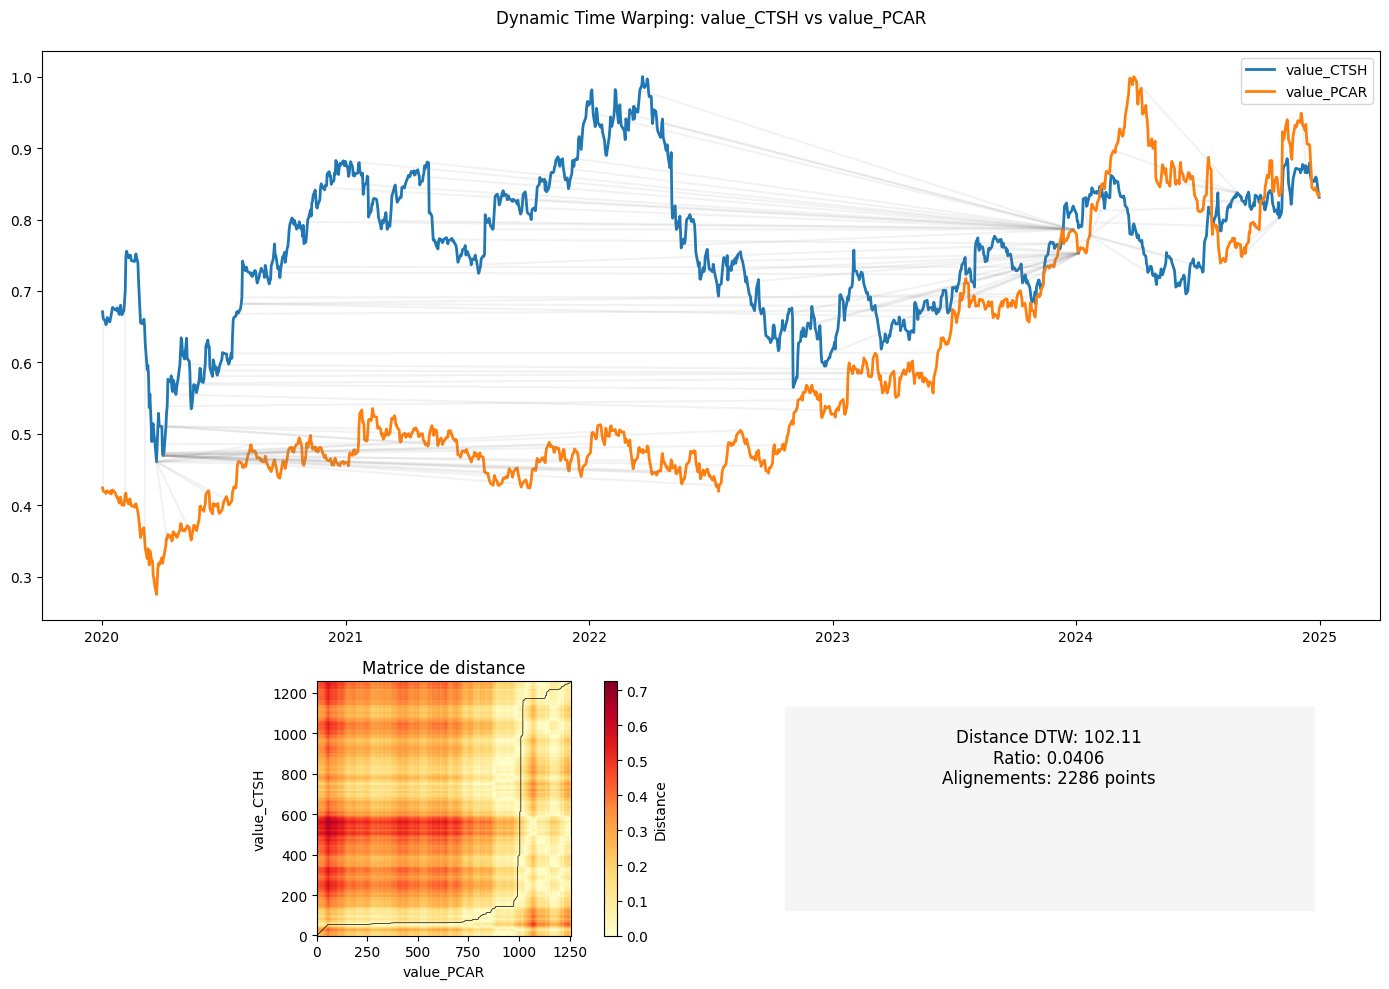 Dynamic Time Warping: value_CTSH vs value_PCAR
value_CTSH
value_PCAR
1.0
0.9
0.8
0.7
0.6
0.5
0.4
0.3
2020 2021 2022 2023 2024 2025
Matrice de distance
value_CTSH
1200
1000
800
600
400
200
0
0 250 500 750 1000 1250
value_PCAR
0.7
0.6
0.5
0.4
0.3
0.2
0.1
0.0
Distance
Distance DTW: 102.11
Ratio: 0.0406
Alignements: 2286 points